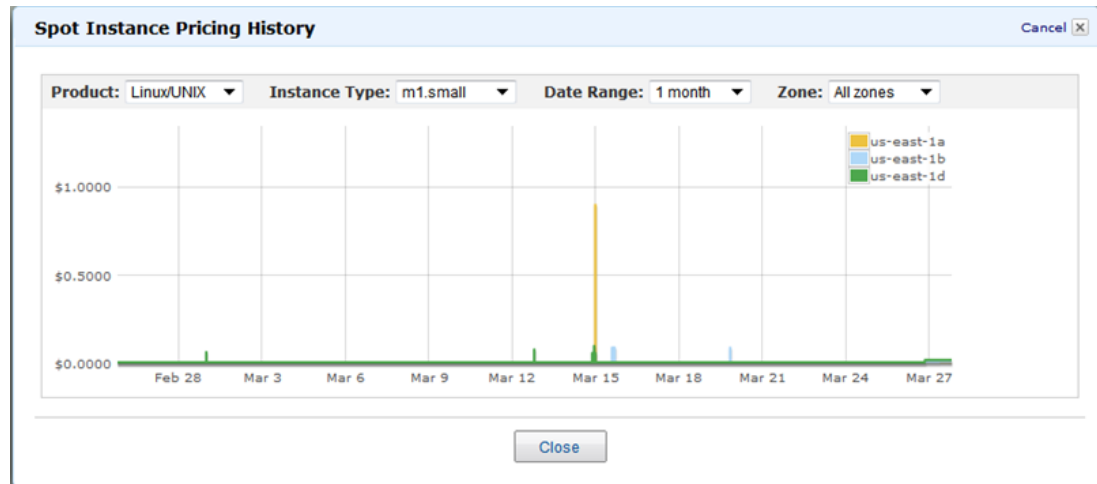 Spot Instance Pricing History
Cancel
Product: Linux/UNIX Instance Type: m1.small Date Range: 1 month Zone: All zones
us-east-1a
us-east-1b
us-east-1d
$1.0000
$0.5000
$0.0000
Feb 28 Mar 3 Mar 6 Mar 9 Mar 12 Mar 15 Mar 18 Mar 21 Mar 24 Mar 27
Close